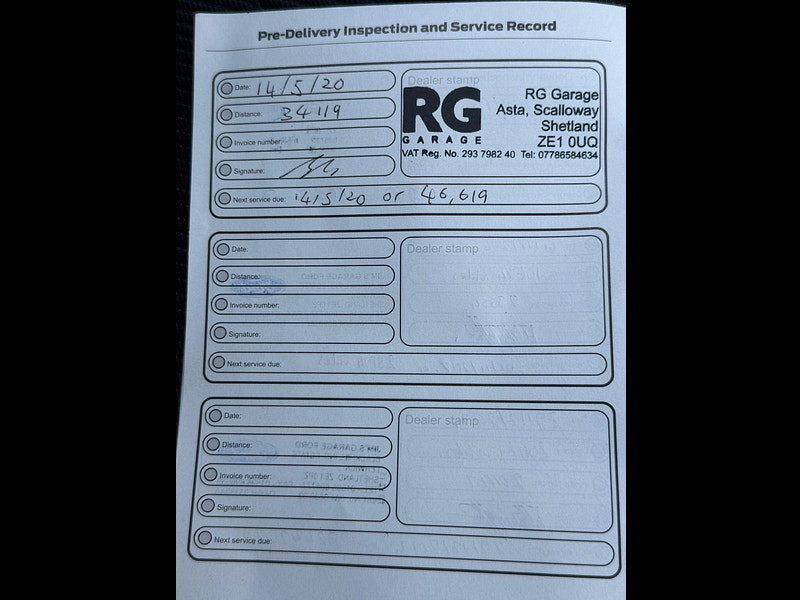 Pre-Delivery Inspection and Service Record
Date: 14/5/20
Distance: 34119
Invoice number:
Signature:
Next service due: 14/5/20 or 46,619
Dealer stamp
RG
GARAGE
RG Garage
Asta, Scalloway
Shetland
ZE1 0UQ
VAT Reg. No. 293 7982 40 Tel: 07786584634
Date:
Distance:
Invoice number:
Signature:
Next service due:
Dealer stamp
Date:
Distance:
Invoice number:
Signature:
Next service due:
Dealer stamp